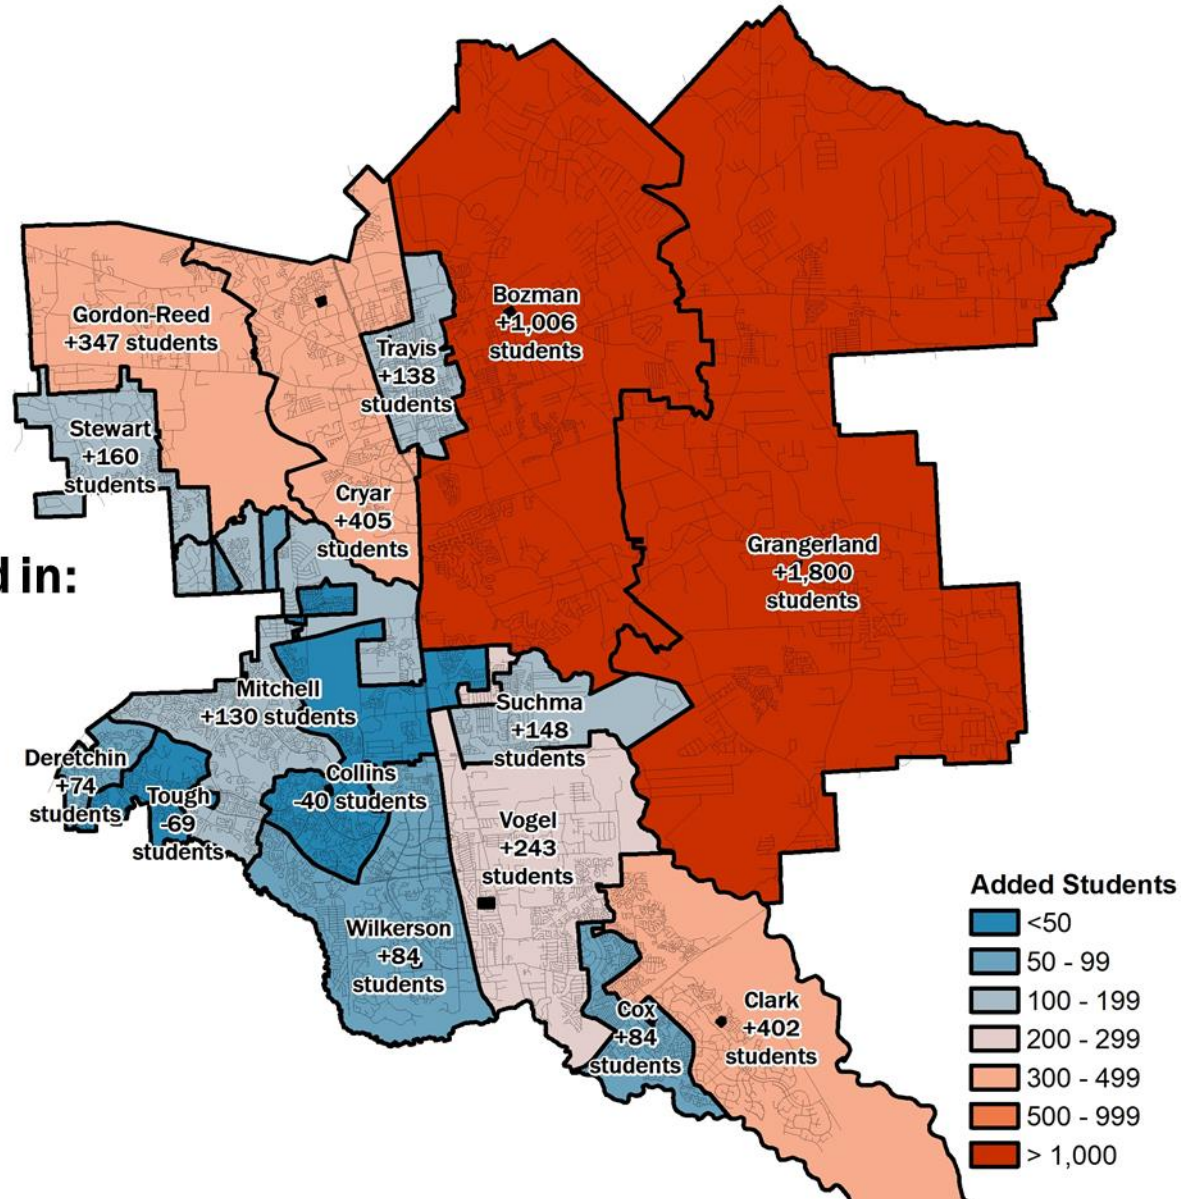 Gordon-Reed
+347 students
Stewart
+160
students
Travis
+138
students
Bozman
+1,006
students
Cryar
+405
students
Grangerland
+1,800
students
d in:
Mitchell
+130 students
Suchma
+148
students
Deretchin
+74
students
Tough
-69
students
Collins
-40 students
Vogel
+243
students
Wilkerson
+84
students
Cox
+84
students
Clark
+402
students
Added Students
<50
50 - 99
100 - 199
200 - 299
300 - 499
500 - 999
> 1,000